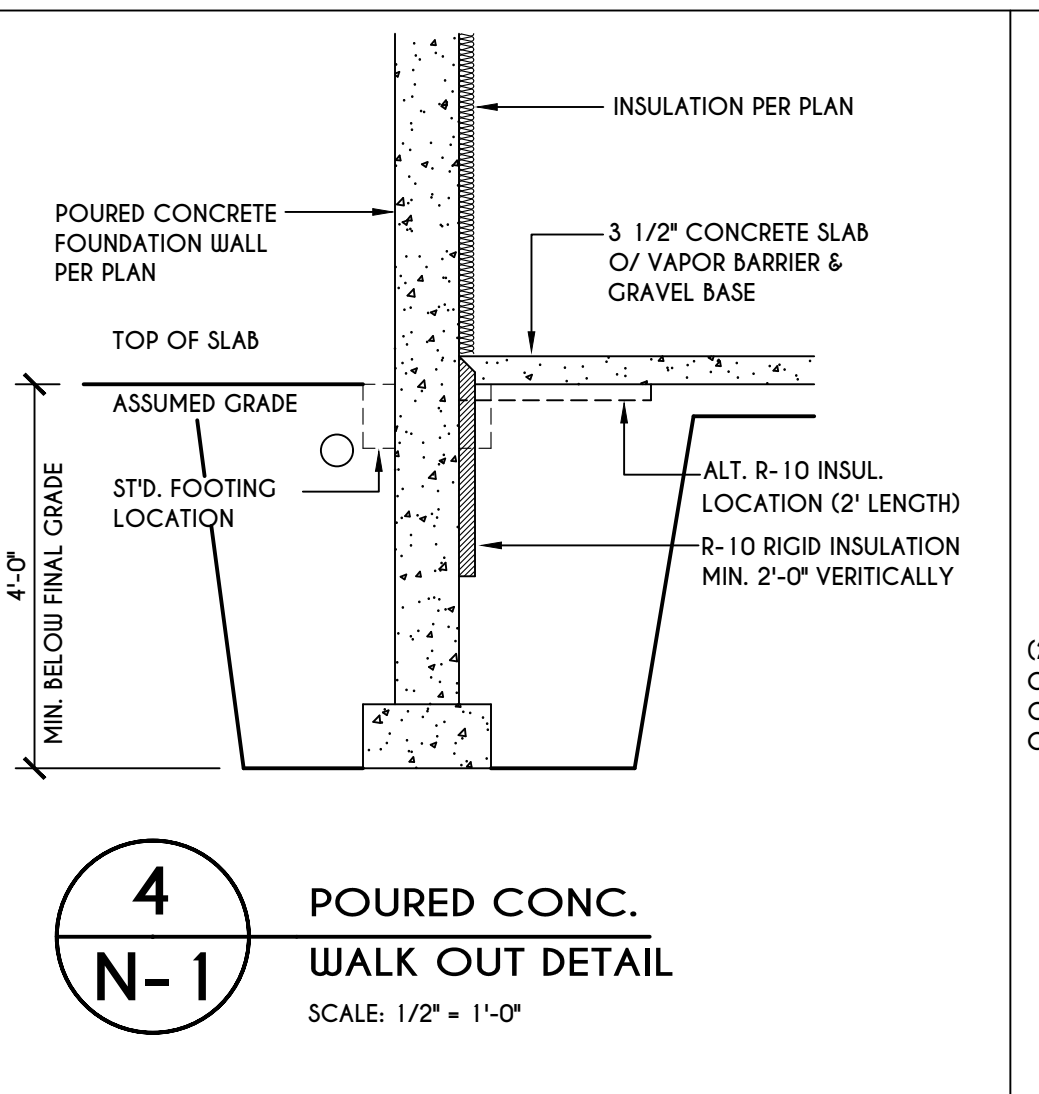 INSULATION PER PLAN
POURED CONCRETE
FOUNDATION WALL
PER PLAN
3 1/2" CONCRETE SLAB
O/ VAPOR BARRIER &
GRAVEL BASE
TOP OF SLAB
ASSUMED GRADE
ST'D. FOOTING
LOCATION
ALT. R-10 INSUL.
LOCATION (2' LENGTH)
R-10 RIGID INSULATION
MIN. 2'-0" VERITICALLY
4'-0"
MIN. BELOW FINAL GRADE
4
N-1
POURED CONC.
WALK OUT DETAIL
SCALE: 1/2" = 1'-0"